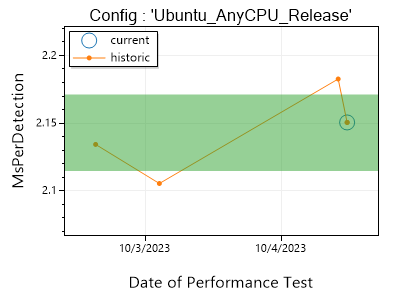 Config : 'Ubuntu_AnyCPU_Release'
current
historic
2.2
2.15
2.1
MsPerDetection
10/3/2023
10/4/2023
Date of Performance Test